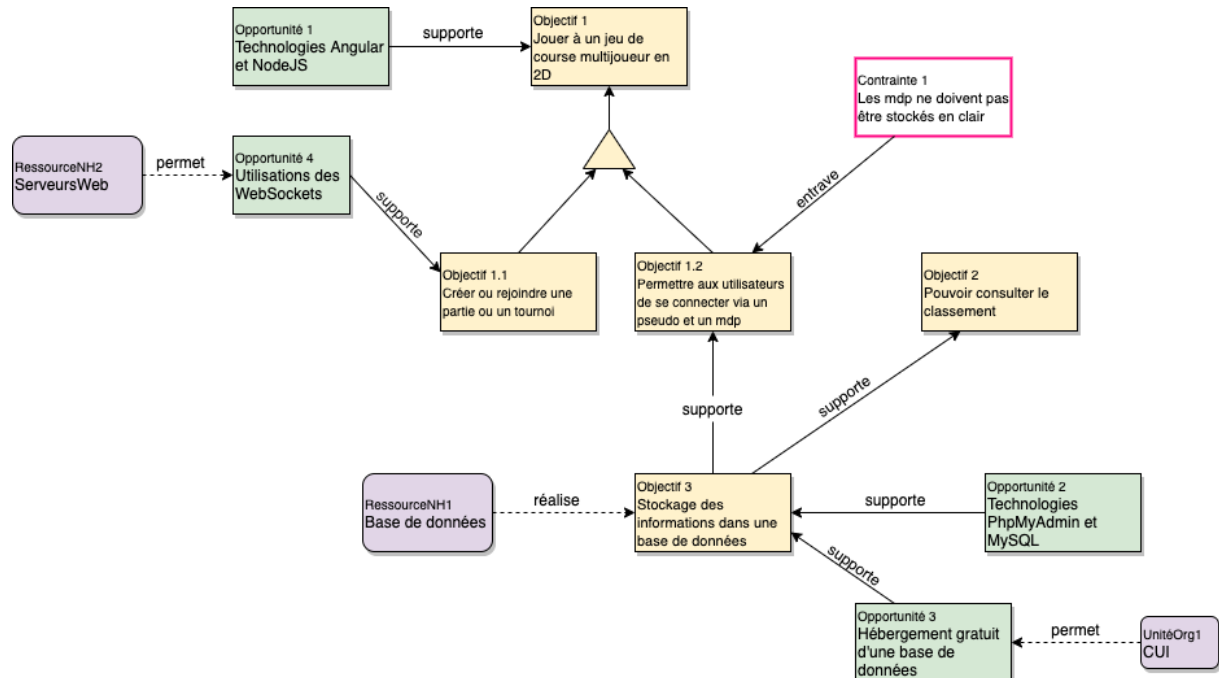 Opportunité 1
Technologies Angular
et NodeJS
supporte
Objectif 1
Jouer à un jeu de
course multijoueur en
2D
Contrainte 1
Les mdp ne doivent pas
être stockés en clair
RessourceNH2
ServeursWeb
permet
Opportunité 4
Utilisations des
WebSockets
supporte
entrave
Objectif 1.1
Créer ou rejoindre une
partie ou un tournoi
Objectif 1.2
Permettre aux utilisateurs
de se connecter via un
pseudo et un mdp
Objectif 2
Pouvoir consulter le
classement
supporte
supporte
RessourceNH1
Base de données
réalise
Objectif 3
Stockage des
informations dans une
base de données
supporte
Opportunité 2
Technologies
PhpMyAdmin et
MySQL
supporte
Opportunité 3
Hébergement gratuit
d'une base de
données
permet
UnitéOrg1
CUI